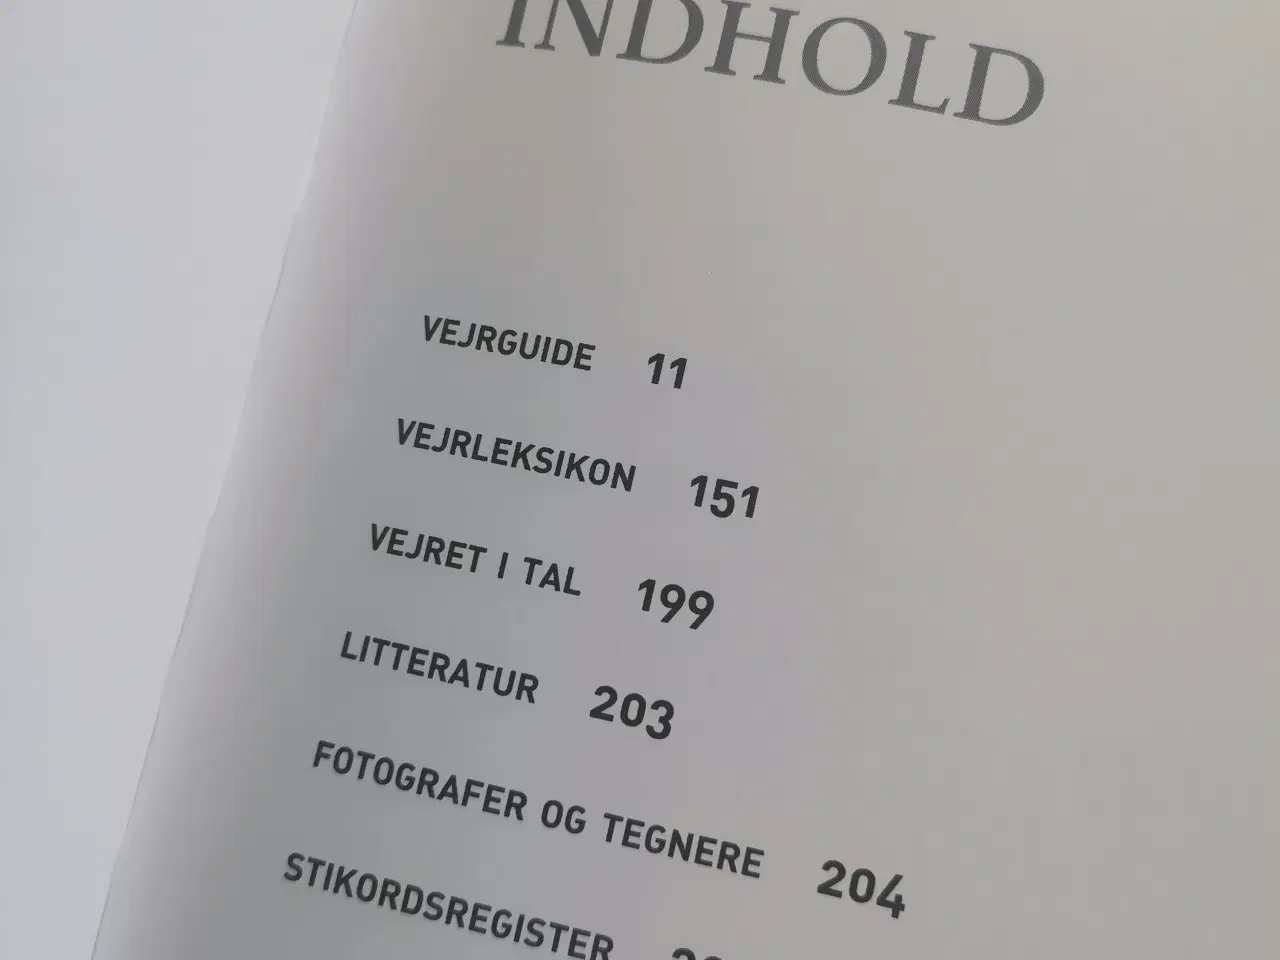 INDHOLD
VEJRGUIDE 11
VEJRLEKSIKON 151
VEJRET I TAL 199
LITTERATUR 203
FOTOGRAFER OG TEGNERE 204
STIKORDSREGISTER